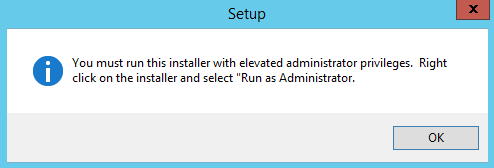 Setup
You must run this installer with elevated administrator privileges.  Right
click on the installer and select "Run as Administrator.
OK